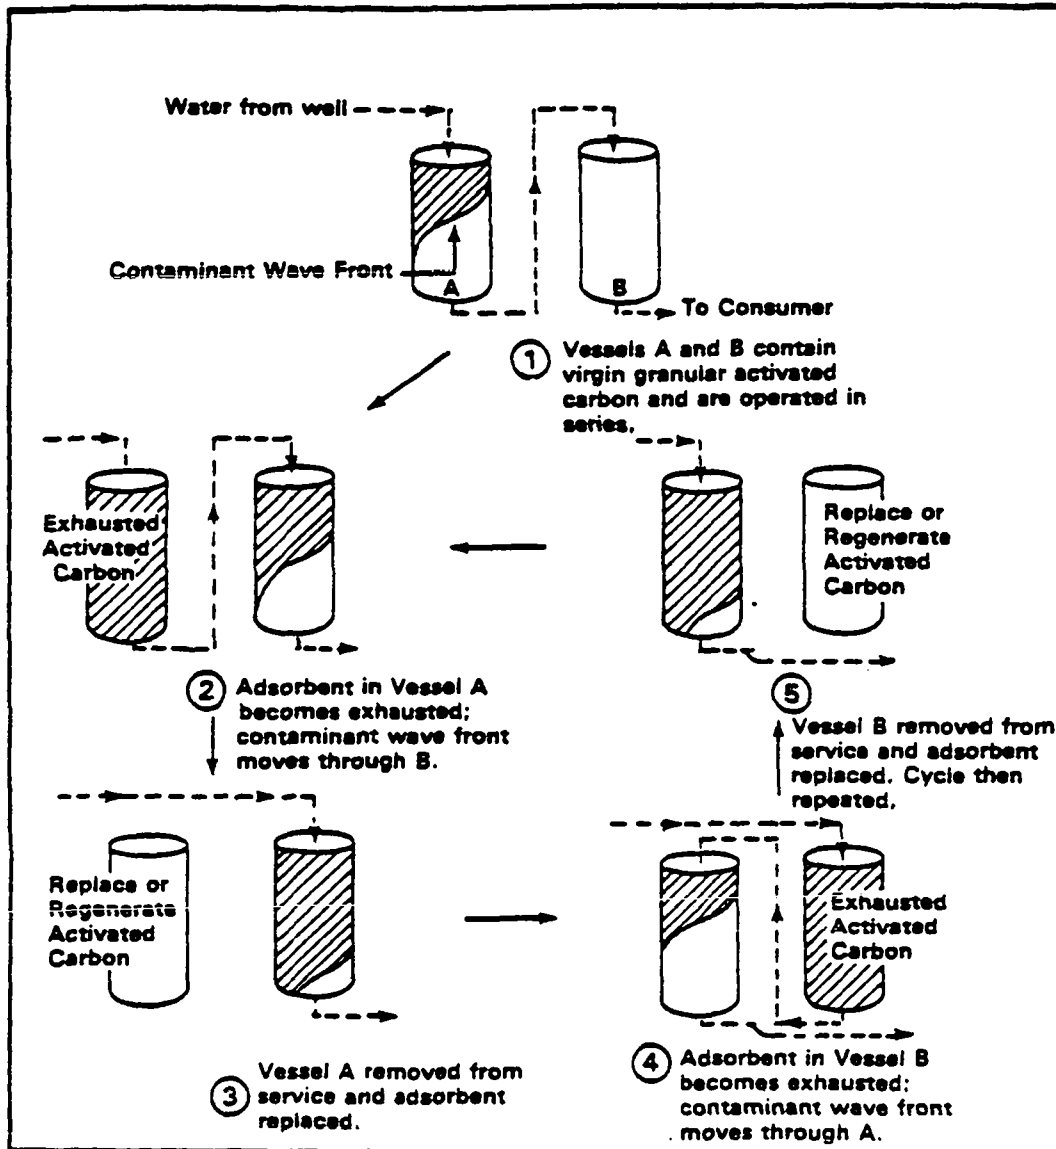 Water from well
Contaminant Wave Front
A
B
To Consumer
1 Vessels A and B contain
virgin granular activated
carbon and are operated in
series.
Exhausted
Activated
Carbon
2 Adsorbent in Vessel A
becomes exhausted;
contaminant wave front
moves through B.
Replace or
Regenerate
Activated
Carbon
3 Vessel A removed from
service and adsorbent
replaced.
Exhausted
Activated
Carbon
4 Adsorbent in Vessel B
becomes exhausted;
contaminant wave front
moves through A.
Replace or
Regenerate
Activated
Carbon
5
Vessel B removed from
service and adsorbent
replaced. Cycle then
repeated.